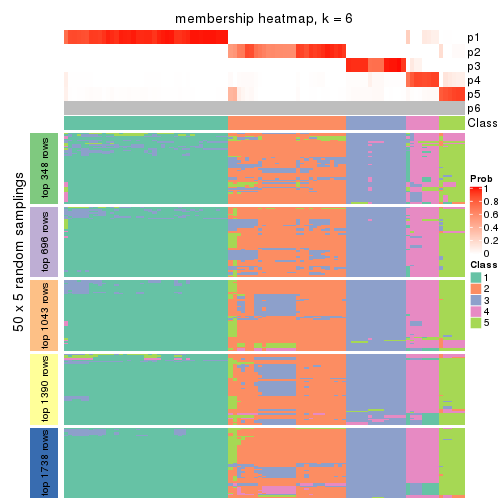 membership heatmap, k = 6
p1
p2
p3
p4
p5
p6
Class
50 x 5 random samplings
top 348 rows
top 696 rows
top 1043 rows
top 1390 rows
top 1738 rows
Prob
1
0.8
0.6
0.4
0.2
0
Class
1
2
3
4
5